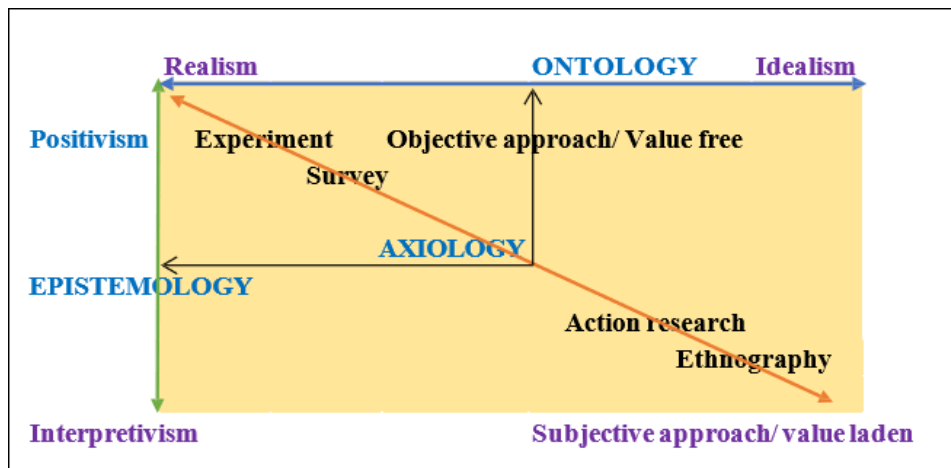 Realism ONTOLOGY Idealism
Positivism Experiment Objective approach/ Value free
Survey
AXIOLOGY
EPISTEMOLOGY
Action research
Ethnography
Interpretivism Subjective approach/ value laden